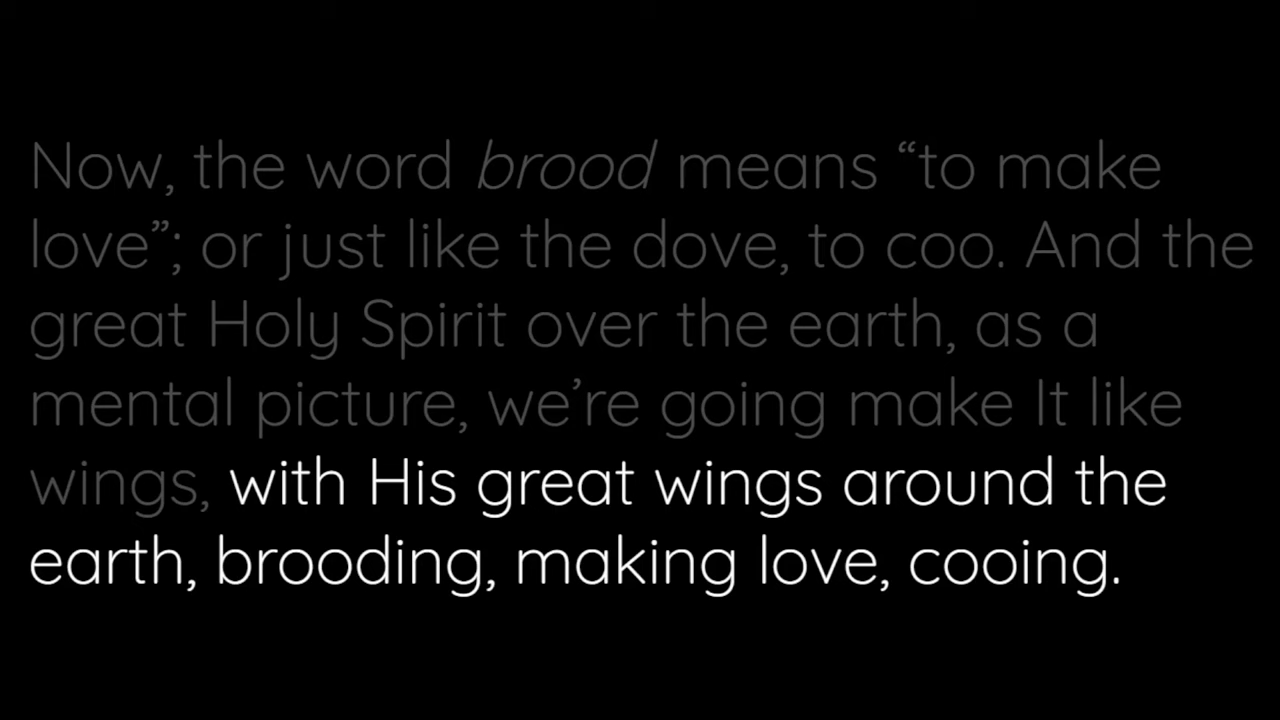 Now, the word brood means “to make
love”; or just like the dove, to coo. And the
great Holy Spirit over the earth, as a
mental picture, we’re going make It like
wings, with His great wings around the
earth, brooding, making love, cooing.